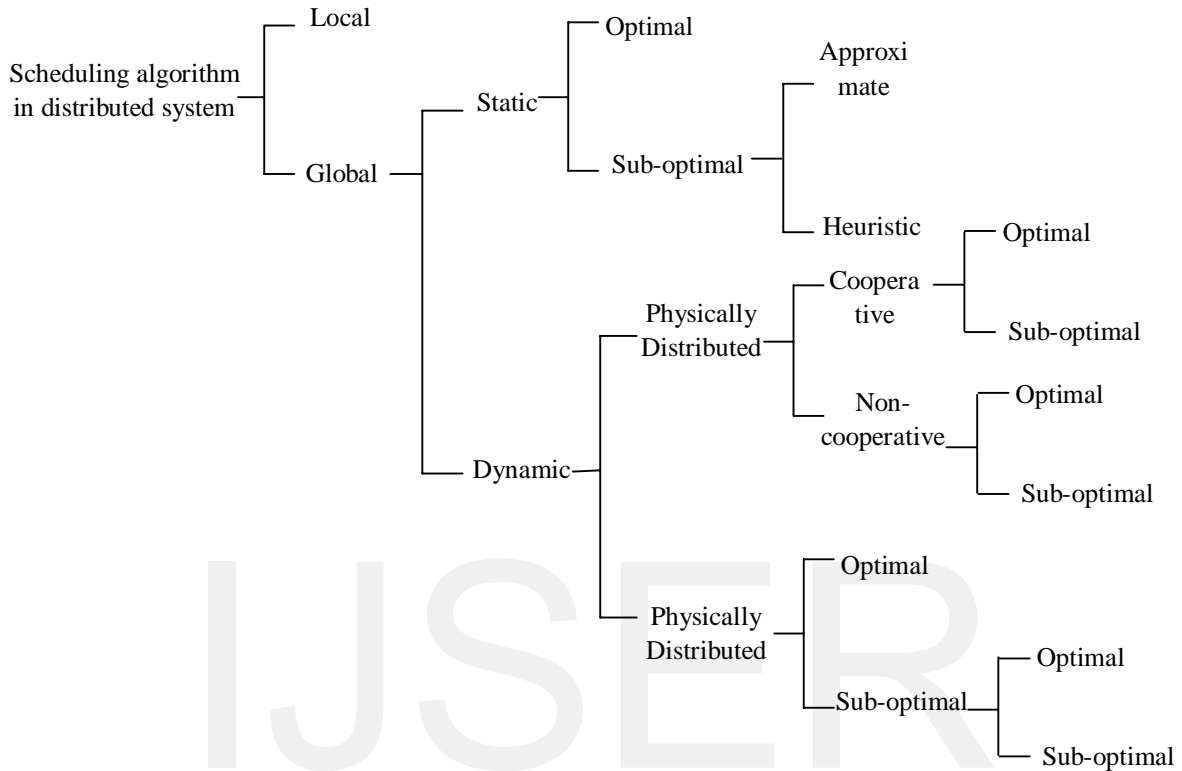 Local
Scheduling algorithm
in distributed system
Global
Static
Optimal
Sub-optimal
Approxi
mate
Heuristic
Dynamic
Physically
Distributed
Coopera
tive
Optimal
Sub-optimal
Non-
cooperative
Optimal
Sub-optimal
Physically
Distributed
Optimal
Sub-optimal
Optimal
Sub-optimal
IJSER